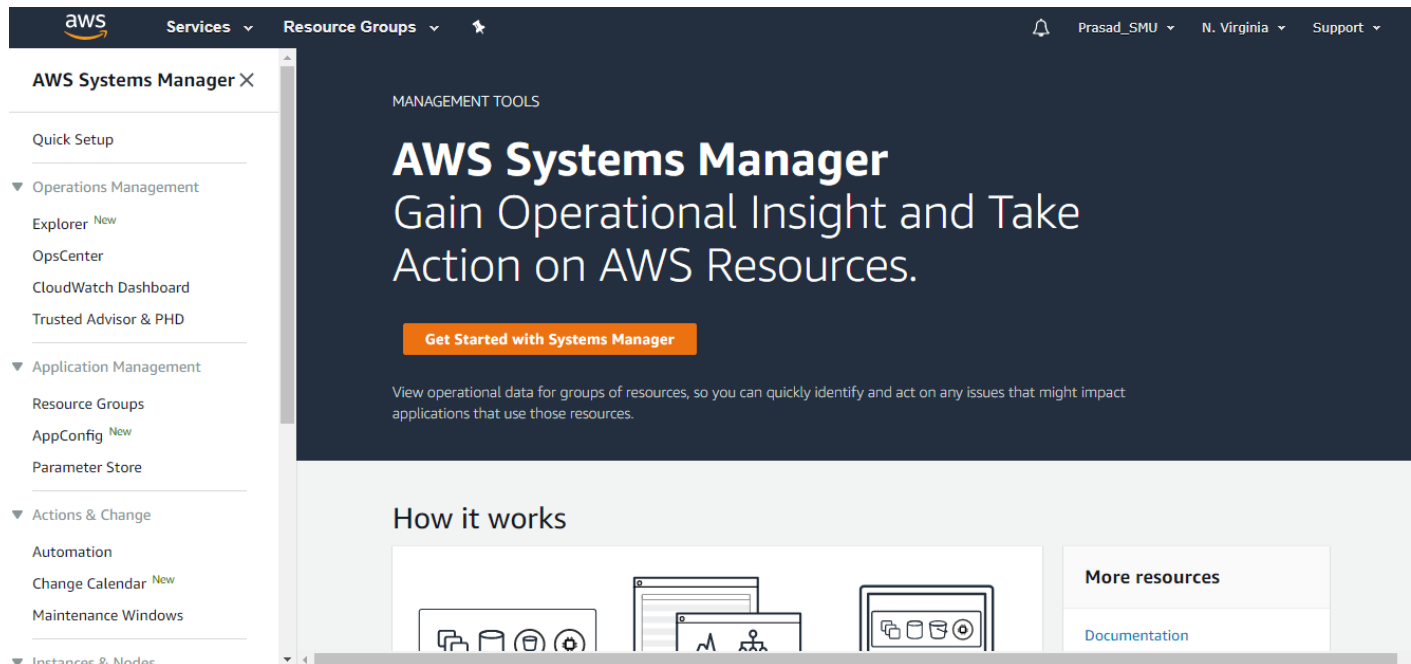 aws
Services
Resource Groups
Prasad_SMU
N. Virginia
Support
AWS Systems Manager
Quick Setup
Operations Management
Explorer New
OpsCenter
CloudWatch Dashboard
Trusted Advisor & PHD
Application Management
Resource Groups
AppConfig New
Parameter Store
Actions & Change
Automation
Change Calendar New
Maintenance Windows
Instances & Nodes
MANAGEMENT TOOLS
AWS Systems Manager
Gain Operational Insight and Take
Action on AWS Resources.
Get Started with Systems Manager
View operational data for groups of resources, so you can quickly identify and act on any issues that might impact
applications that use those resources.
How it works
More resources
Documentation